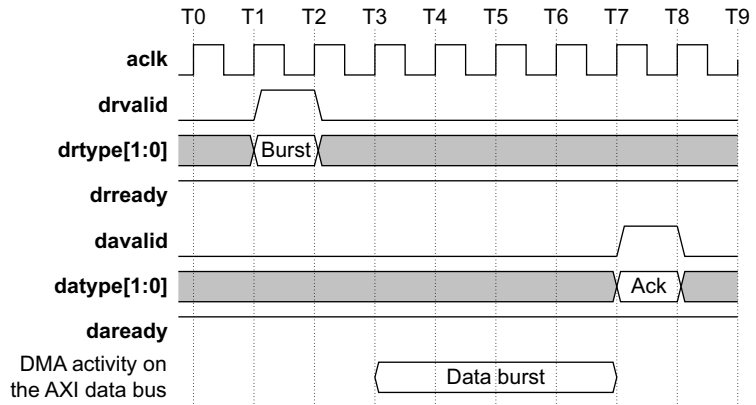 T0 T1 T2 T3 T4 T5 T6 T7 T8 T9
aclk
drvalid
drtype[1:0] Burst
drready
davalid
datype[1:0] Ack
daready
DMA activity on
the AXI data bus
Data burst